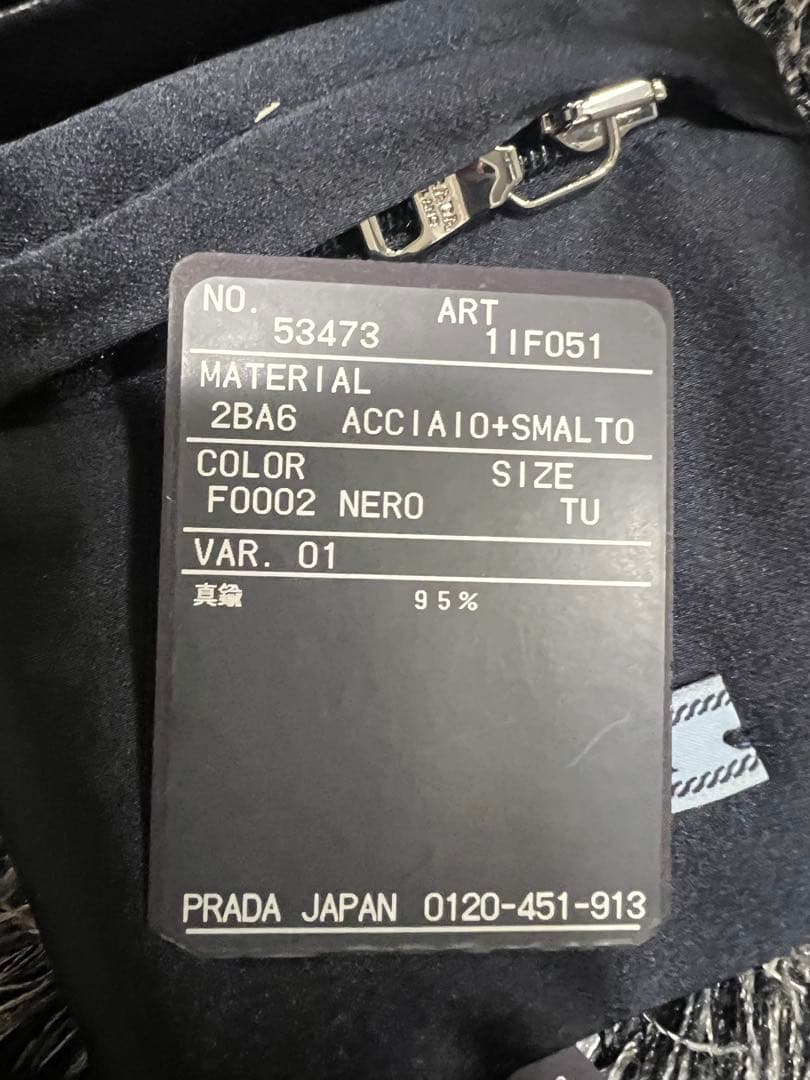 NO. ART
53473 1IF051
MATERIAL
2BA6 ACCIAIO+SMALTO
COLOR SIZE
F0002 NERO TU
VAR. 01
真鍮 95%
PRADA JAPAN 0120-451-913